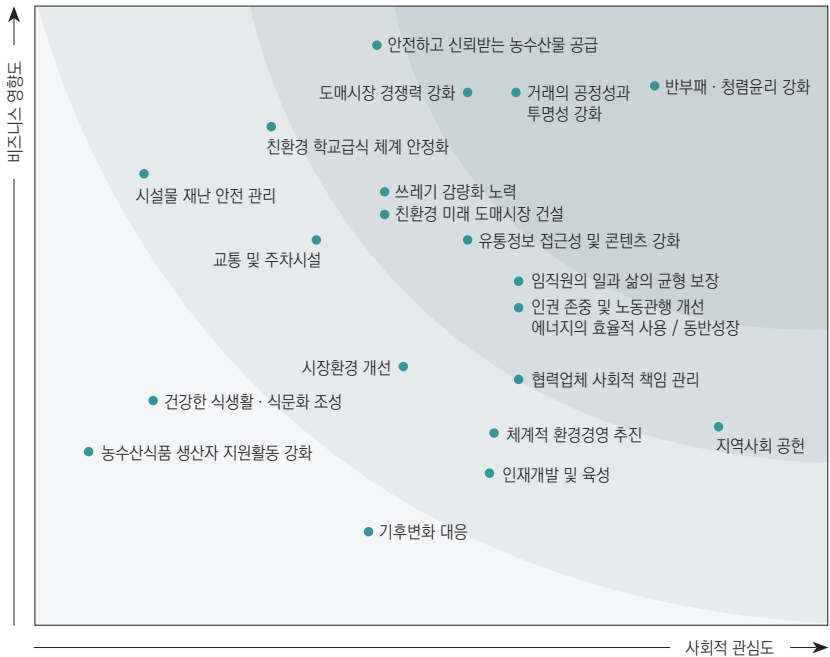 비즈니스 영향도
안전하고 신뢰받는 농수산물 공급
도매시장 경쟁력 강화
거래의 공정성과
투명성 강화
반부패 · 청렴윤리 강화
친환경 학교급식 체계 안정화
시설물 재난 안전 관리
쓰레기 감량화 노력
친환경 미래 도매시장 건설
유통정보 접근성 및 콘텐츠 강화
교통 및 주차시설
임직원의 일과 삶의 균형 보장
인권 존중 및 노동관행 개선
에너지의 효율적 사용 / 동반성장
시장환경 개선
협력업체 사회적 책임 관리
건강한 식생활 · 식문화 조성
체계적 환경경영 추진
지역사회 공헌
농수산식품 생산자 지원활동 강화
인재개발 및 육성
기후변화 대응
사회적 관심도